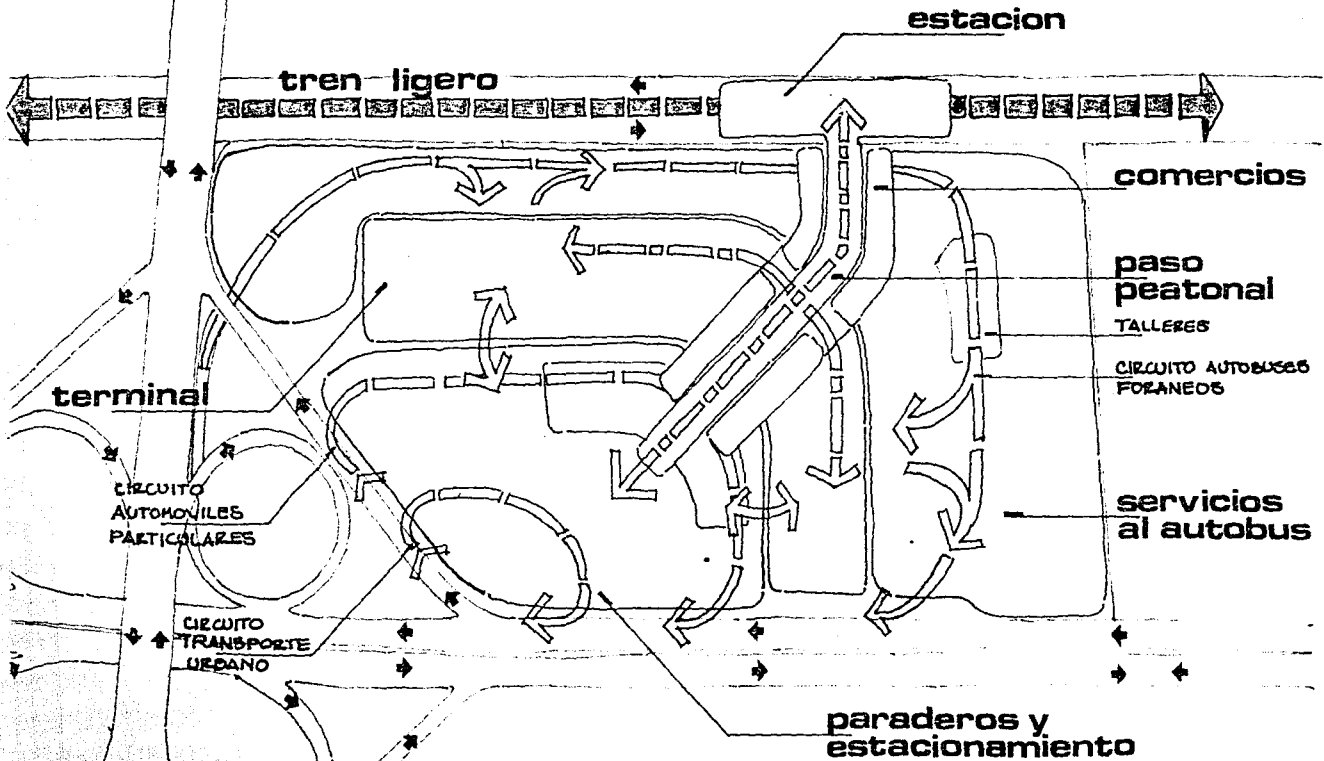 estacion
tren ligero
comercios
paso
peatonal
TALLERES
CIRCUITO AUTOBUSES
FORANEOS
terminal
CIRCUITO
AUTOMOVILES
PARTICULARES
servicios
al autobus
CIRCUITO
TRANSPORTE
URBANO
paraderos y
estacionamiento